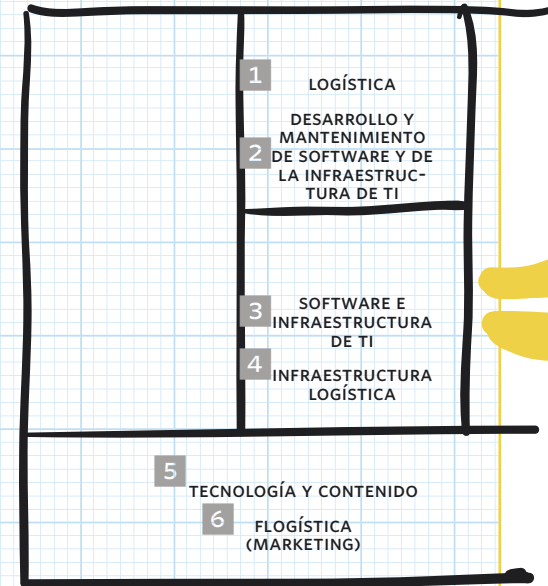 1 LOGÍSTICA
DESARROLLO Y
MANTENIMIENTO
2 DE SOFTWARE Y DE
LA INFRAESTRUC-
TURA DE TI
3 SOFTWARE E
INFRAESTRUCTURA
DE TI
4 INFRAESTRUCTURA
LOGÍSTICA
5 TECNOLOGÍA Y CONTENIDO
6 FLOGÍSTICA
(MARKETING)